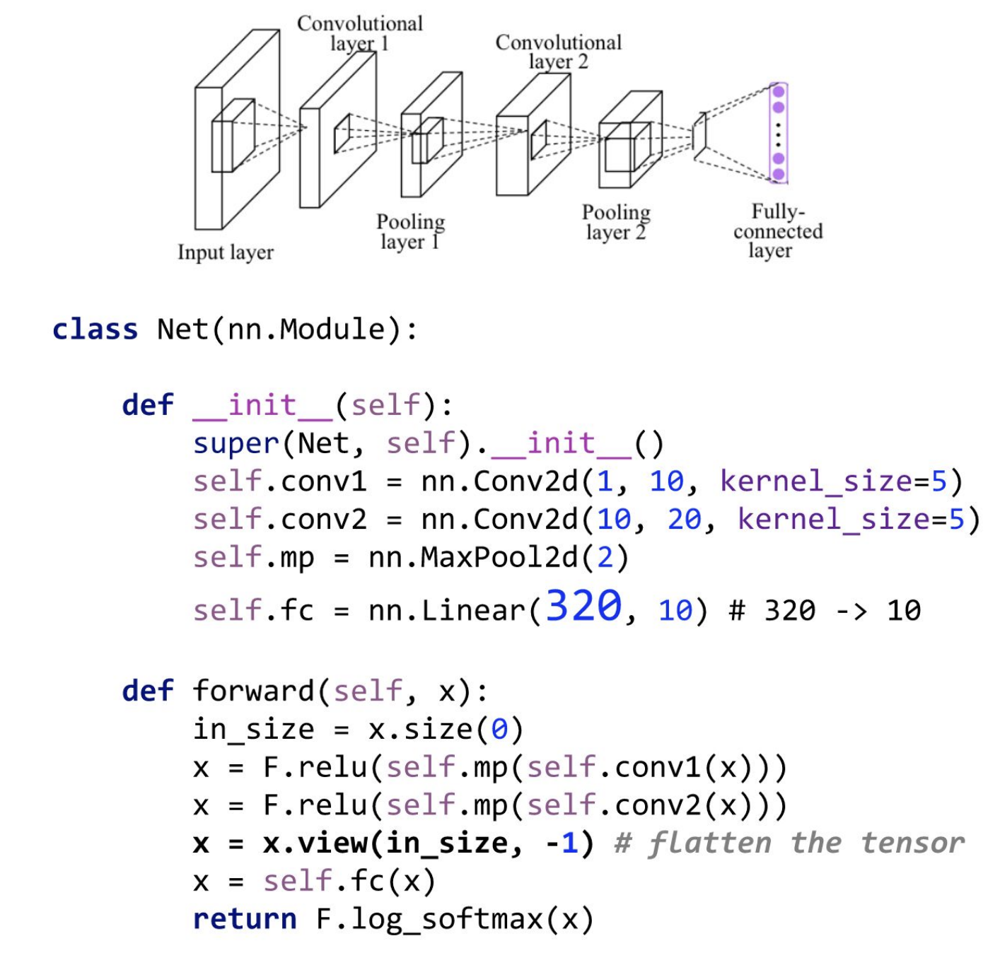 Convolutional
layer 1
Convolutional
layer 2
Pooling
layer 1
Pooling
layer 2
Fully-
connected
layer
Input layer
class Net(nn.Module):
def __init__(self):
super(Net, self).__init__()
self.conv1 = nn.Conv2d(1, 10, kernel_size=5)
self.conv2 = nn.Conv2d(10, 20, kernel_size=5)
self.mp = nn.MaxPool2d(2)
self.fc = nn.Linear(320, 10) # 320 -> 10
def forward(self, x):
in_size = x.size(0)
x = F.relu(self.mp(self.conv1(x)))
x = F.relu(self.mp(self.conv2(x)))
x = x.view(in_size, -1) # flatten the tensor
x = self.fc(x)
return F.log_softmax(x)